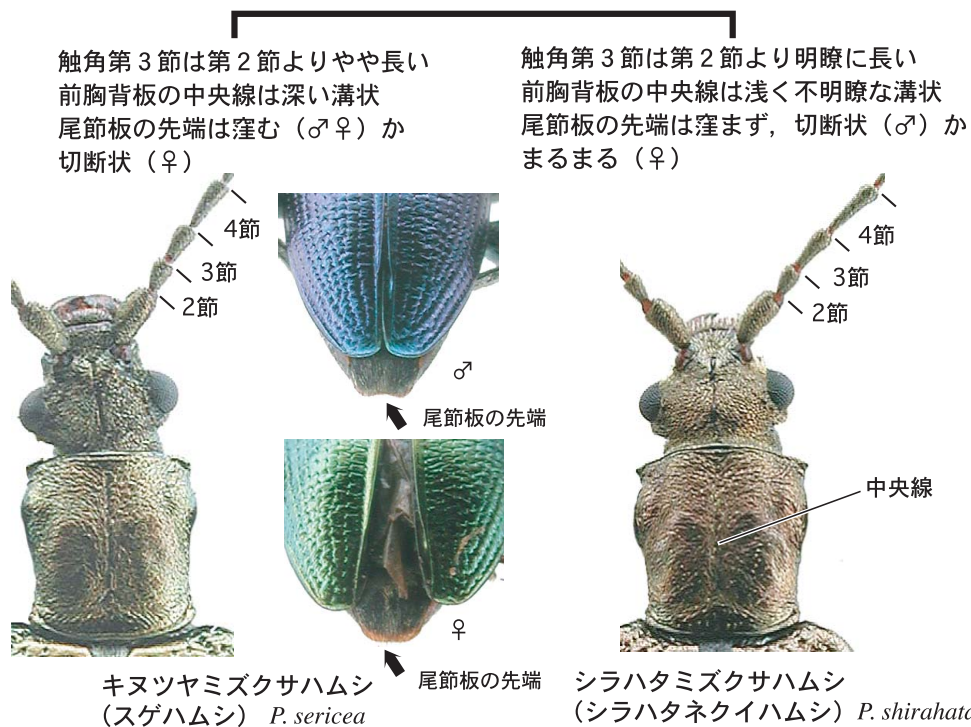 触角第３節は第２節よりやや長い
前胸背板の中央線は深い溝状
尾節板の先端は窪む（♂♀）か
切断状（♀）
触角第３節は第２節より明瞭に長い
前胸背板の中央線は浅く不明瞭な溝状
尾節板の先端は窪まず，切断状（♂）か
まるまる（♀）
4節
3節
2節
♂
尾節板の先端
♀
尾節板の先端
4節
3節
2節
中央線
キヌツヤミズクサハムシ
（スゲハムシ） P. sericea
シラハタミズクサハムシ
（シラハタネクイハムシ） P. shirahata